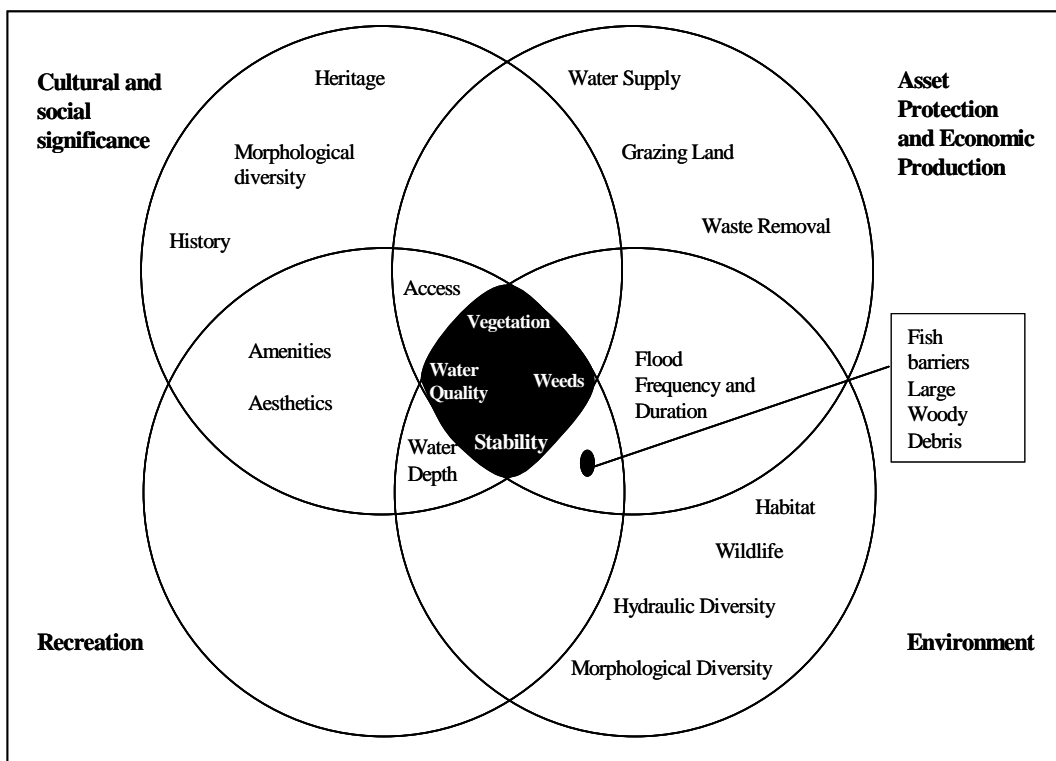 Cultural and
social
significance
Heritage
Morphological
diversity
History
Water Supply
Grazing Land
Waste Removal
Asset
Protection
and Economic
Production
Access
Vegetation
Water
Quality
Weeds
Stability
Amenities
Aesthetics
Water
Depth
Flood
Frequency and
Duration
Fish
barriers
Large
Woody
Debris
Habitat
Wildlife
Hydraulic Diversity
Morphological Diversity
Recreation
Environment